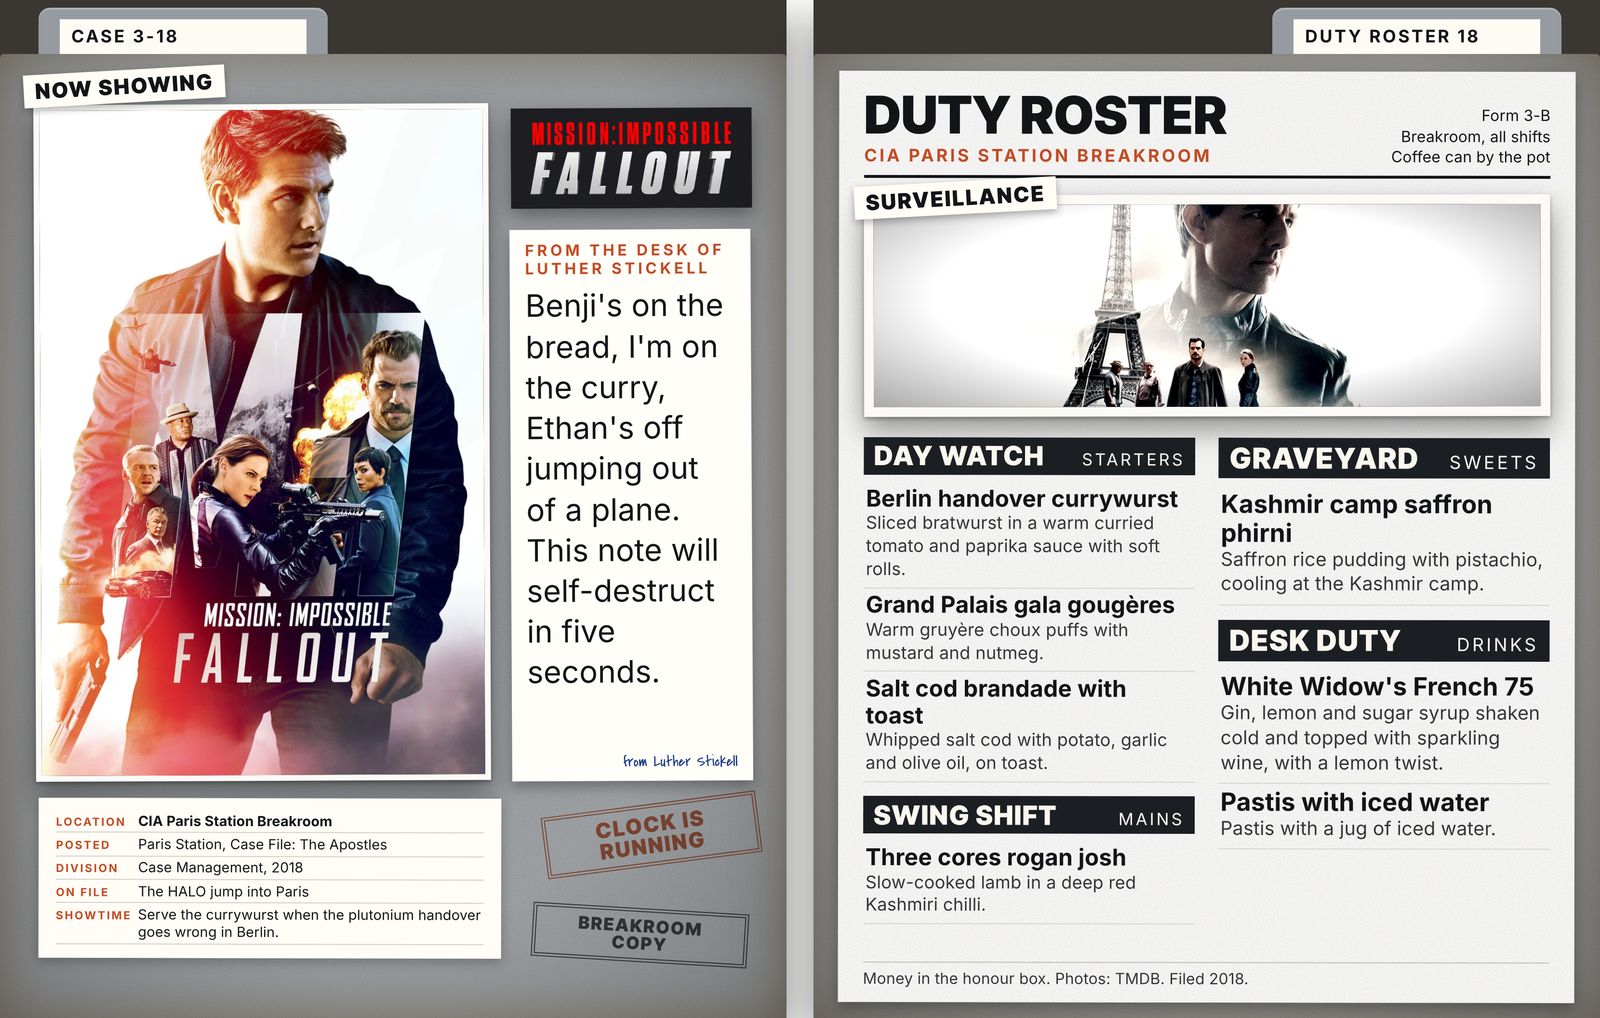 CASE 3-18
NOW SHOWING
MISSION: IMPOSSIBLE
FALLOUT
MISSION:IMPOSSIBLE
FALLOUT
FROM THE DESK OF
LUTHER STICKELL
Benji's on the
bread, I'm on
the curry,
Ethan's off
jumping out
of a plane.
This note will
self-destruct
in five
seconds.
from Luther Stickell
LOCATION CIA Paris Station Breakroom
POSTED Paris Station, Case File: The Apostles
DIVISION Case Management, 2018
ON FILE The HALO jump into Paris
SHOWTIME Serve the currywurst when the plutonium handover
goes wrong in Berlin.
CLOCK IS
RUNNING
BREAKROOM
COPY
DUTY ROSTER 18
DUTY ROSTER
CIA PARIS STATION BREAKROOM
Form 3-B
Breakroom, all shifts
Coffee can by the pot
SURVEILLANCE
DAY WATCH STARTERS
Berlin handover currywurst
Sliced bratwurst in a warm curried
tomato and paprika sauce with soft
rolls.
Grand Palais gala gougères
Warm gruyère choux puffs with
mustard and nutmeg.
Salt cod brandade with
toast
Whipped salt cod with potato, garlic
and olive oil, on toast.
SWING SHIFT MAINS
Three cores rogan josh
Slow-cooked lamb in a deep red
Kashmiri chilli.
GRAVEYARD SWEETS
Kashmir camp saffron
phirni
Saffron rice pudding with pistachio,
cooling at the Kashmir camp.
DESK DUTY DRINKS
White Widow's French 75
Gin, lemon and sugar syrup shaken
cold and topped with sparkling
wine, with a lemon twist.
Pastis with iced water
Pastis with a jug of iced water.
Money in the honour box. Photos: TMDB. Filed 2018.